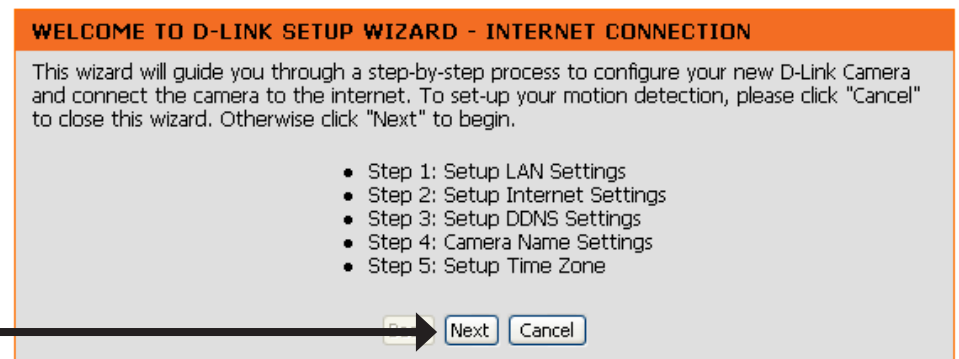 WELCOME TO D-LINK SETUP WIZARD - INTERNET CONNECTION
This wizard will guide you through a step-by-step process to configure your new D-Link Camera
and connect the camera to the internet. To set-up your motion detection, please click "Cancel"
to close this wizard. Otherwise click "Next" to begin.
• Step 1: Setup LAN Settings
• Step 2: Setup Internet Settings
• Step 3: Setup DDNS Settings
• Step 4: Camera Name Settings
• Step 5: Setup Time Zone
Next Cancel